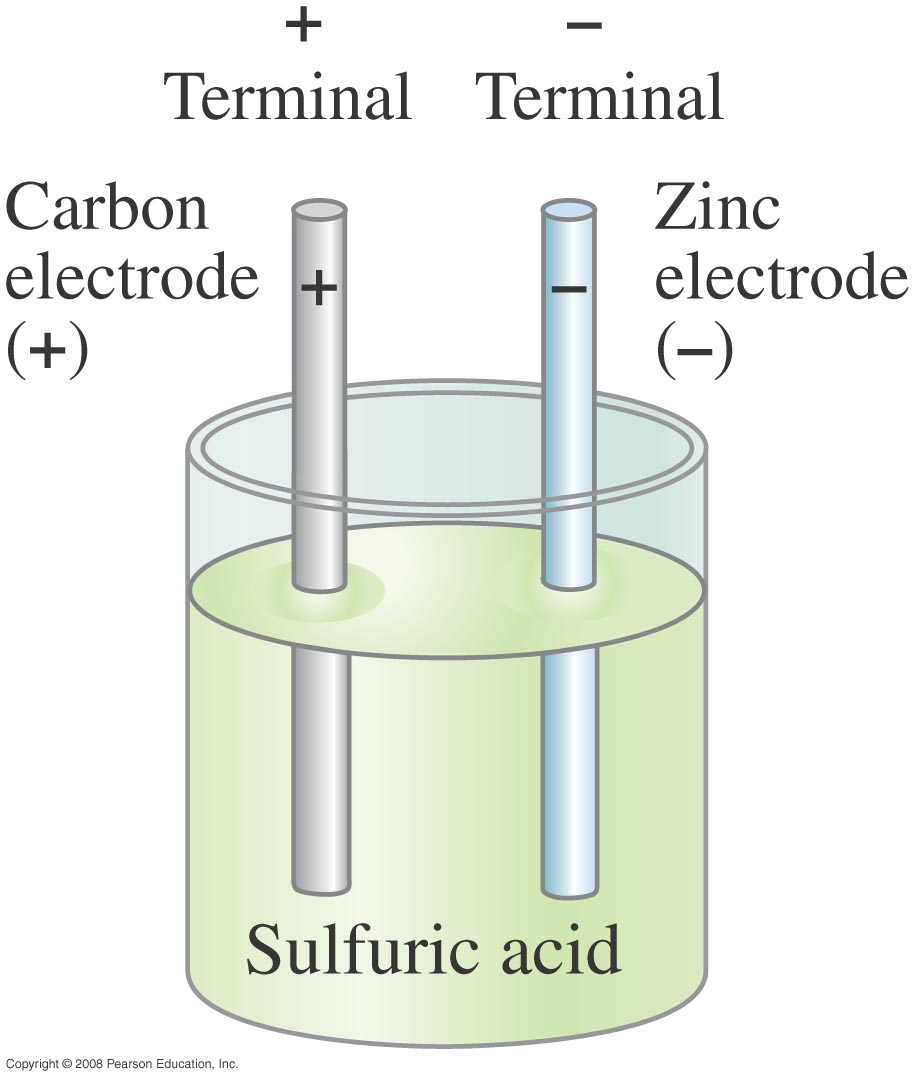 + −
Terminal Terminal
Carbon
electrode
(+)
Zinc
electrode
(−)
+ −
Sulfuric acid
Copyright © 2008 Pearson Education, Inc.